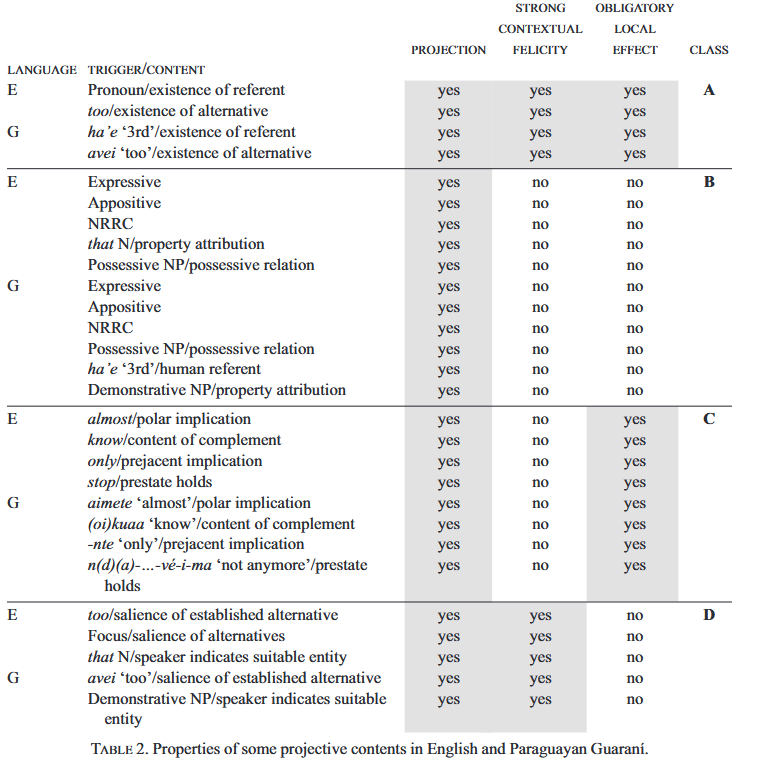 STRONG OBLIGATORY
CONTEXTUAL LOCAL
PROJECTION FELICITY EFFECT CLASS
LANGUAGE TRIGGER/CONTENT
E Pronoun/existence of referent yes yes yes A
too/existence of alternative yes yes yes
G ha’e ‘3rd’/existence of referent yes yes yes
avei ‘too’/existence of alternative yes yes yes
E Expressive yes no no B
Appositive yes no no
NRRC yes no no
that N/property attribution yes no no
Possessive NP/possessive relation yes no no
G Expressive yes no no
Appositive yes no no
NRRC yes no no
Possessive NP/possessive relation yes no no
ha’e ‘3rd’/human referent yes no no
Demonstrative NP/property attribution yes no no
E almost/polar implication yes no yes C
know/content of complement yes no yes
only/prejacent implication yes no yes
stop/prestate holds yes no yes
G aimete ‘almost’/polar implication yes no yes
(oi)kuaa ‘know’/content of complement yes no yes
-nte ‘only’/prejacent implication yes no yes
n(d)(a)-...-vé-i-ma ‘not anymore’/prestate yes no yes
holds
E too/salience of established alternative yes yes no D
Focus/salience of alternatives yes yes no
that N/speaker indicates suitable entity yes yes no
G avei ‘too’/salience of established alternative yes yes no
Demonstrative NP/speaker indicates suitable yes yes no
entity
TABLE 2. Properties of some projective contents in English and Paraguayan Guaraní.